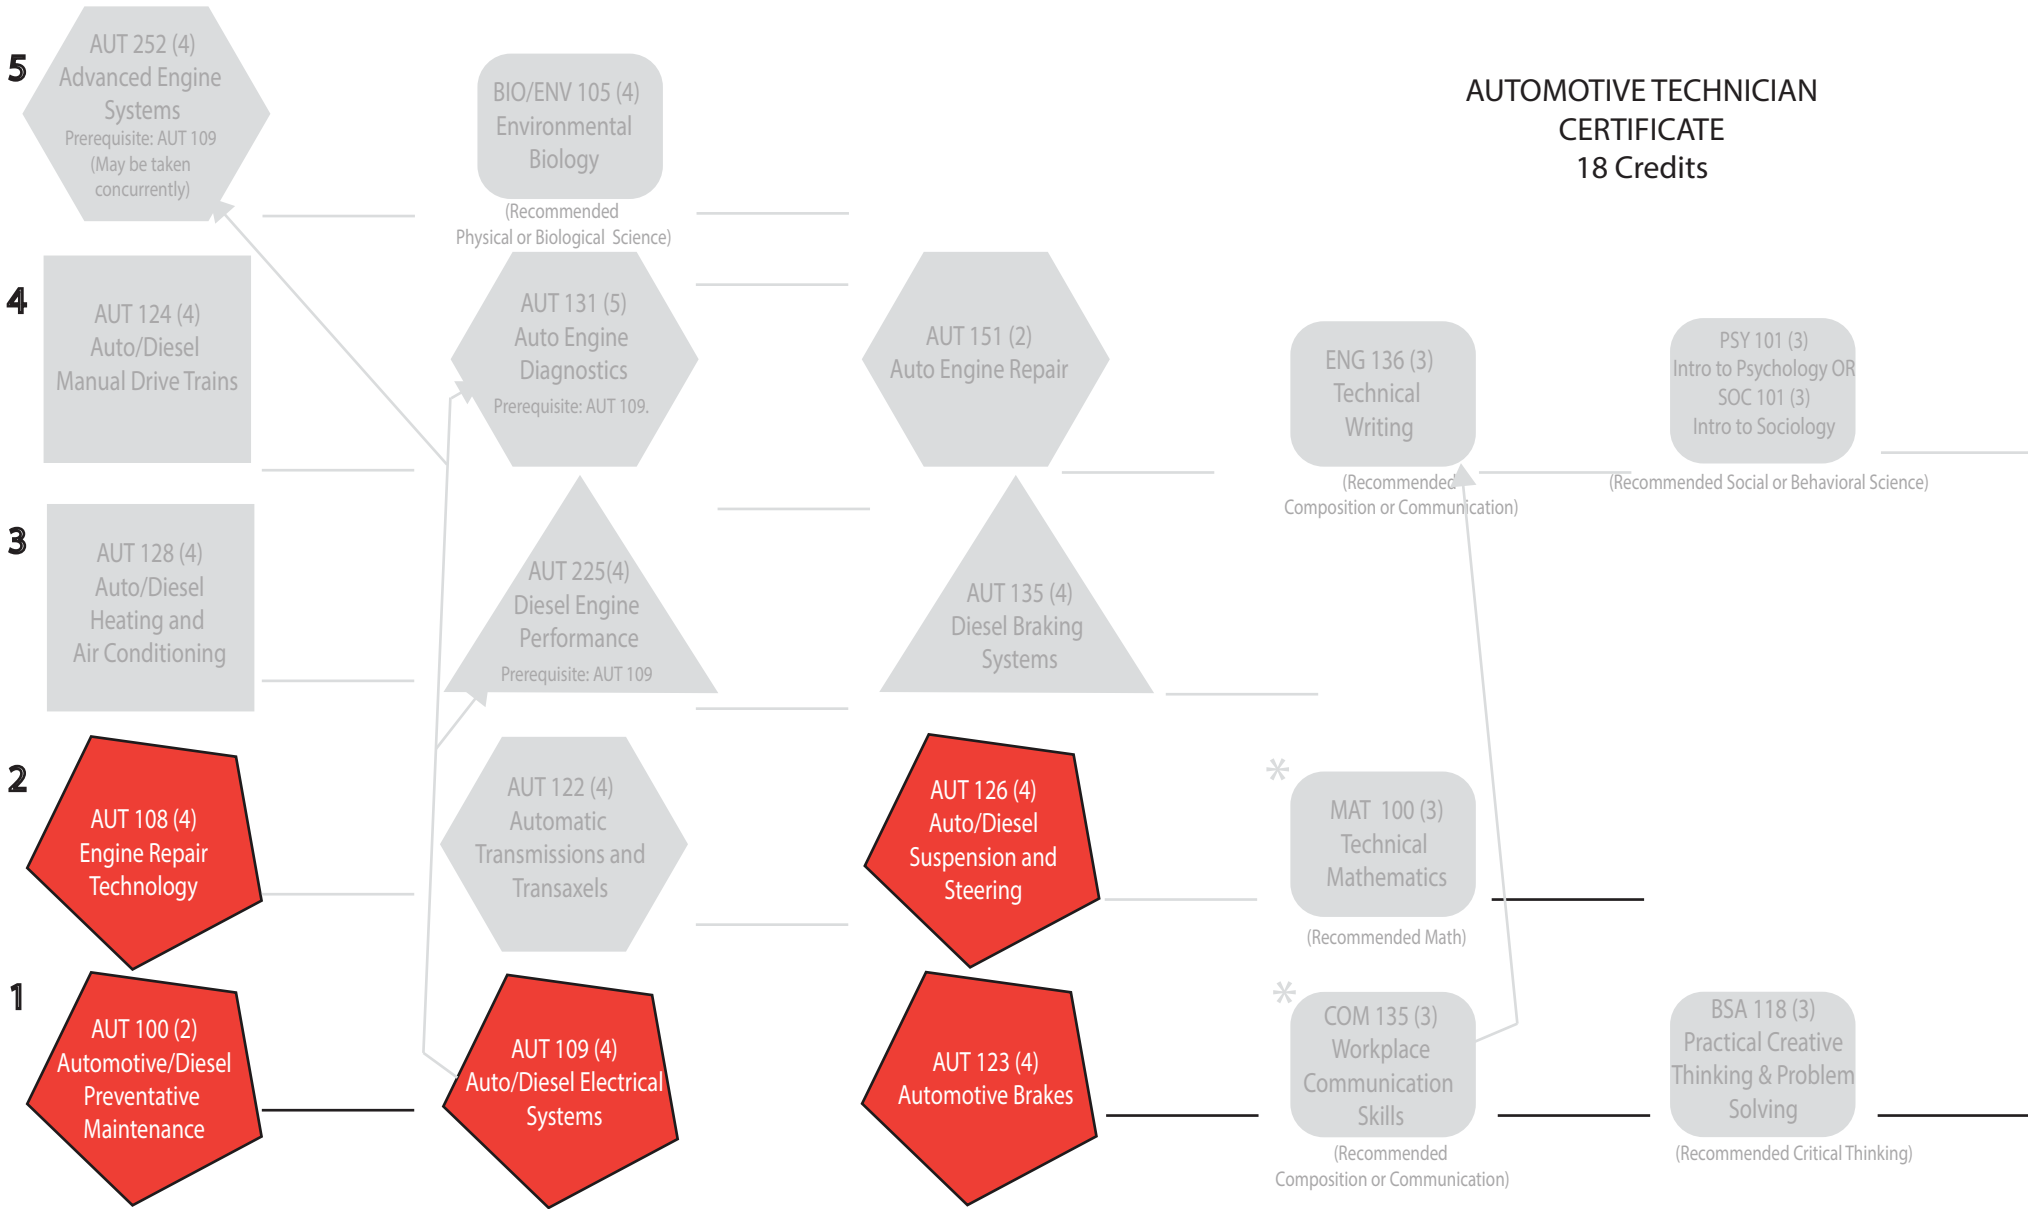 5
AUT 252 (4)
Advanced Engine
Systems
Prerequisite: AUT 109
(May be taken
concurrently)
BIO/ENV 105 (4)
Environmental
Biology
(Recommended
Physical or Biological Science)
AUTOMOTIVE TECHNICIAN
CERTIFICATE
18 Credits
4
AUT 124 (4)
Auto/Diesel
Manual Drive Trains
AUT 131 (5)
Auto Engine
Diagnostics
Prerequisite: AUT 109.
AUT 151 (2)
Auto Engine Repair
ENG 136 (3)
Technical
Writing
(Recommended
Composition or Communication)
PSY 101 (3)
Intro to Psychology OR
SOC 101 (3)
Intro to Sociology
(Recommended Social or Behavioral Science)
3
AUT 128 (4)
Auto/Diesel
Heating and
Air Conditioning
AUT 225(4)
Diesel Engine
Performance
Prerequisite: AUT 109
AUT 135 (4)
Diesel Braking
Systems
2
AUT 108 (4)
Engine Repair
Technology
AUT 122 (4)
Automatic
Transmissions and
Transaxels
AUT 126 (4)
Auto/Diesel
Suspension and
Steering
*
MAT 100 (3)
Technical
Mathematics
(Recommended Math)
1
AUT 100 (2)
Automotive/Diesel
Preventative
Maintenance
AUT 109 (4)
Auto/Diesel Electrical
Systems
AUT 123 (4)
Automotive Brakes
*
COM 135 (3)
Workplace
Communication
Skills
(Recommended
Composition or Communication)
BSA 118 (3)
Practical Creative
Thinking & Problem
Solving
(Recommended Critical Thinking)